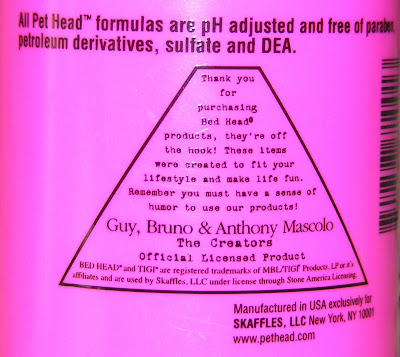 All Pet Head™ formulas are pH adjusted and free of paraben,
petroleum derivatives, sulfate and DEA.
Thank you
for
purchasing
Bed Head®
products, they're off
the hook! These items
were created to fit your
lifestyle and make life fun.
Remember you must have a sense of
humor to use our products!
Guy, Bruno & Anthony Mascolo
The Creators
Official Licensed Product
BED HEAD® and TIGI® are registered trademarks of MBL/TIGI® Products, LP or it's
affiliates and are used by Skaffles, LLC under license through Stone America Licensing.
Manufactured in USA exclusively for
SKAFFLES, LLC New York, NY 10001
www.pethead.com